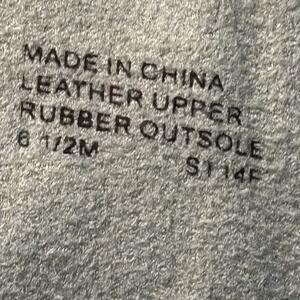 MADE IN CHINA
LEATHER UPPER
RUBBER OUTSOLE
6 1/2M S114F